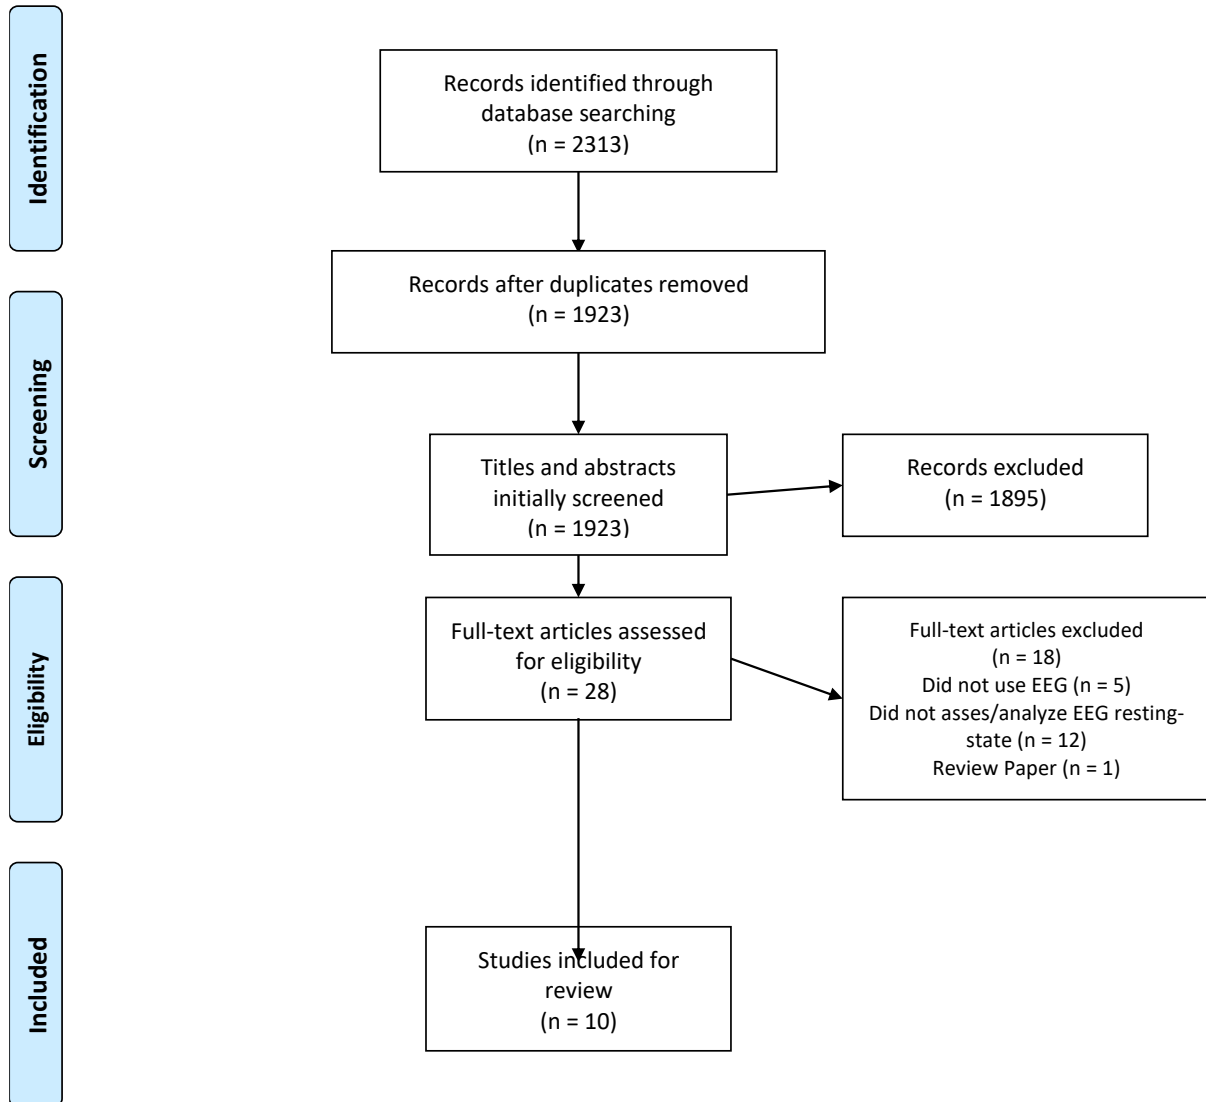 Identification
Records identified through
database searching
(n = 2313)
Records after duplicates removed
(n = 1923)
Screening
Titles and abstracts
initially screened
(n = 1923)
Records excluded
(n = 1895)
Eligibility
Full-text articles assessed
for eligibility
(n = 28)
Full-text articles excluded
(n = 18)
Did not use EEG (n = 5)
Did not asses/analyze EEG resting-
state (n = 12)
Review Paper (n = 1)
Included
Studies included for
review
(n = 10)